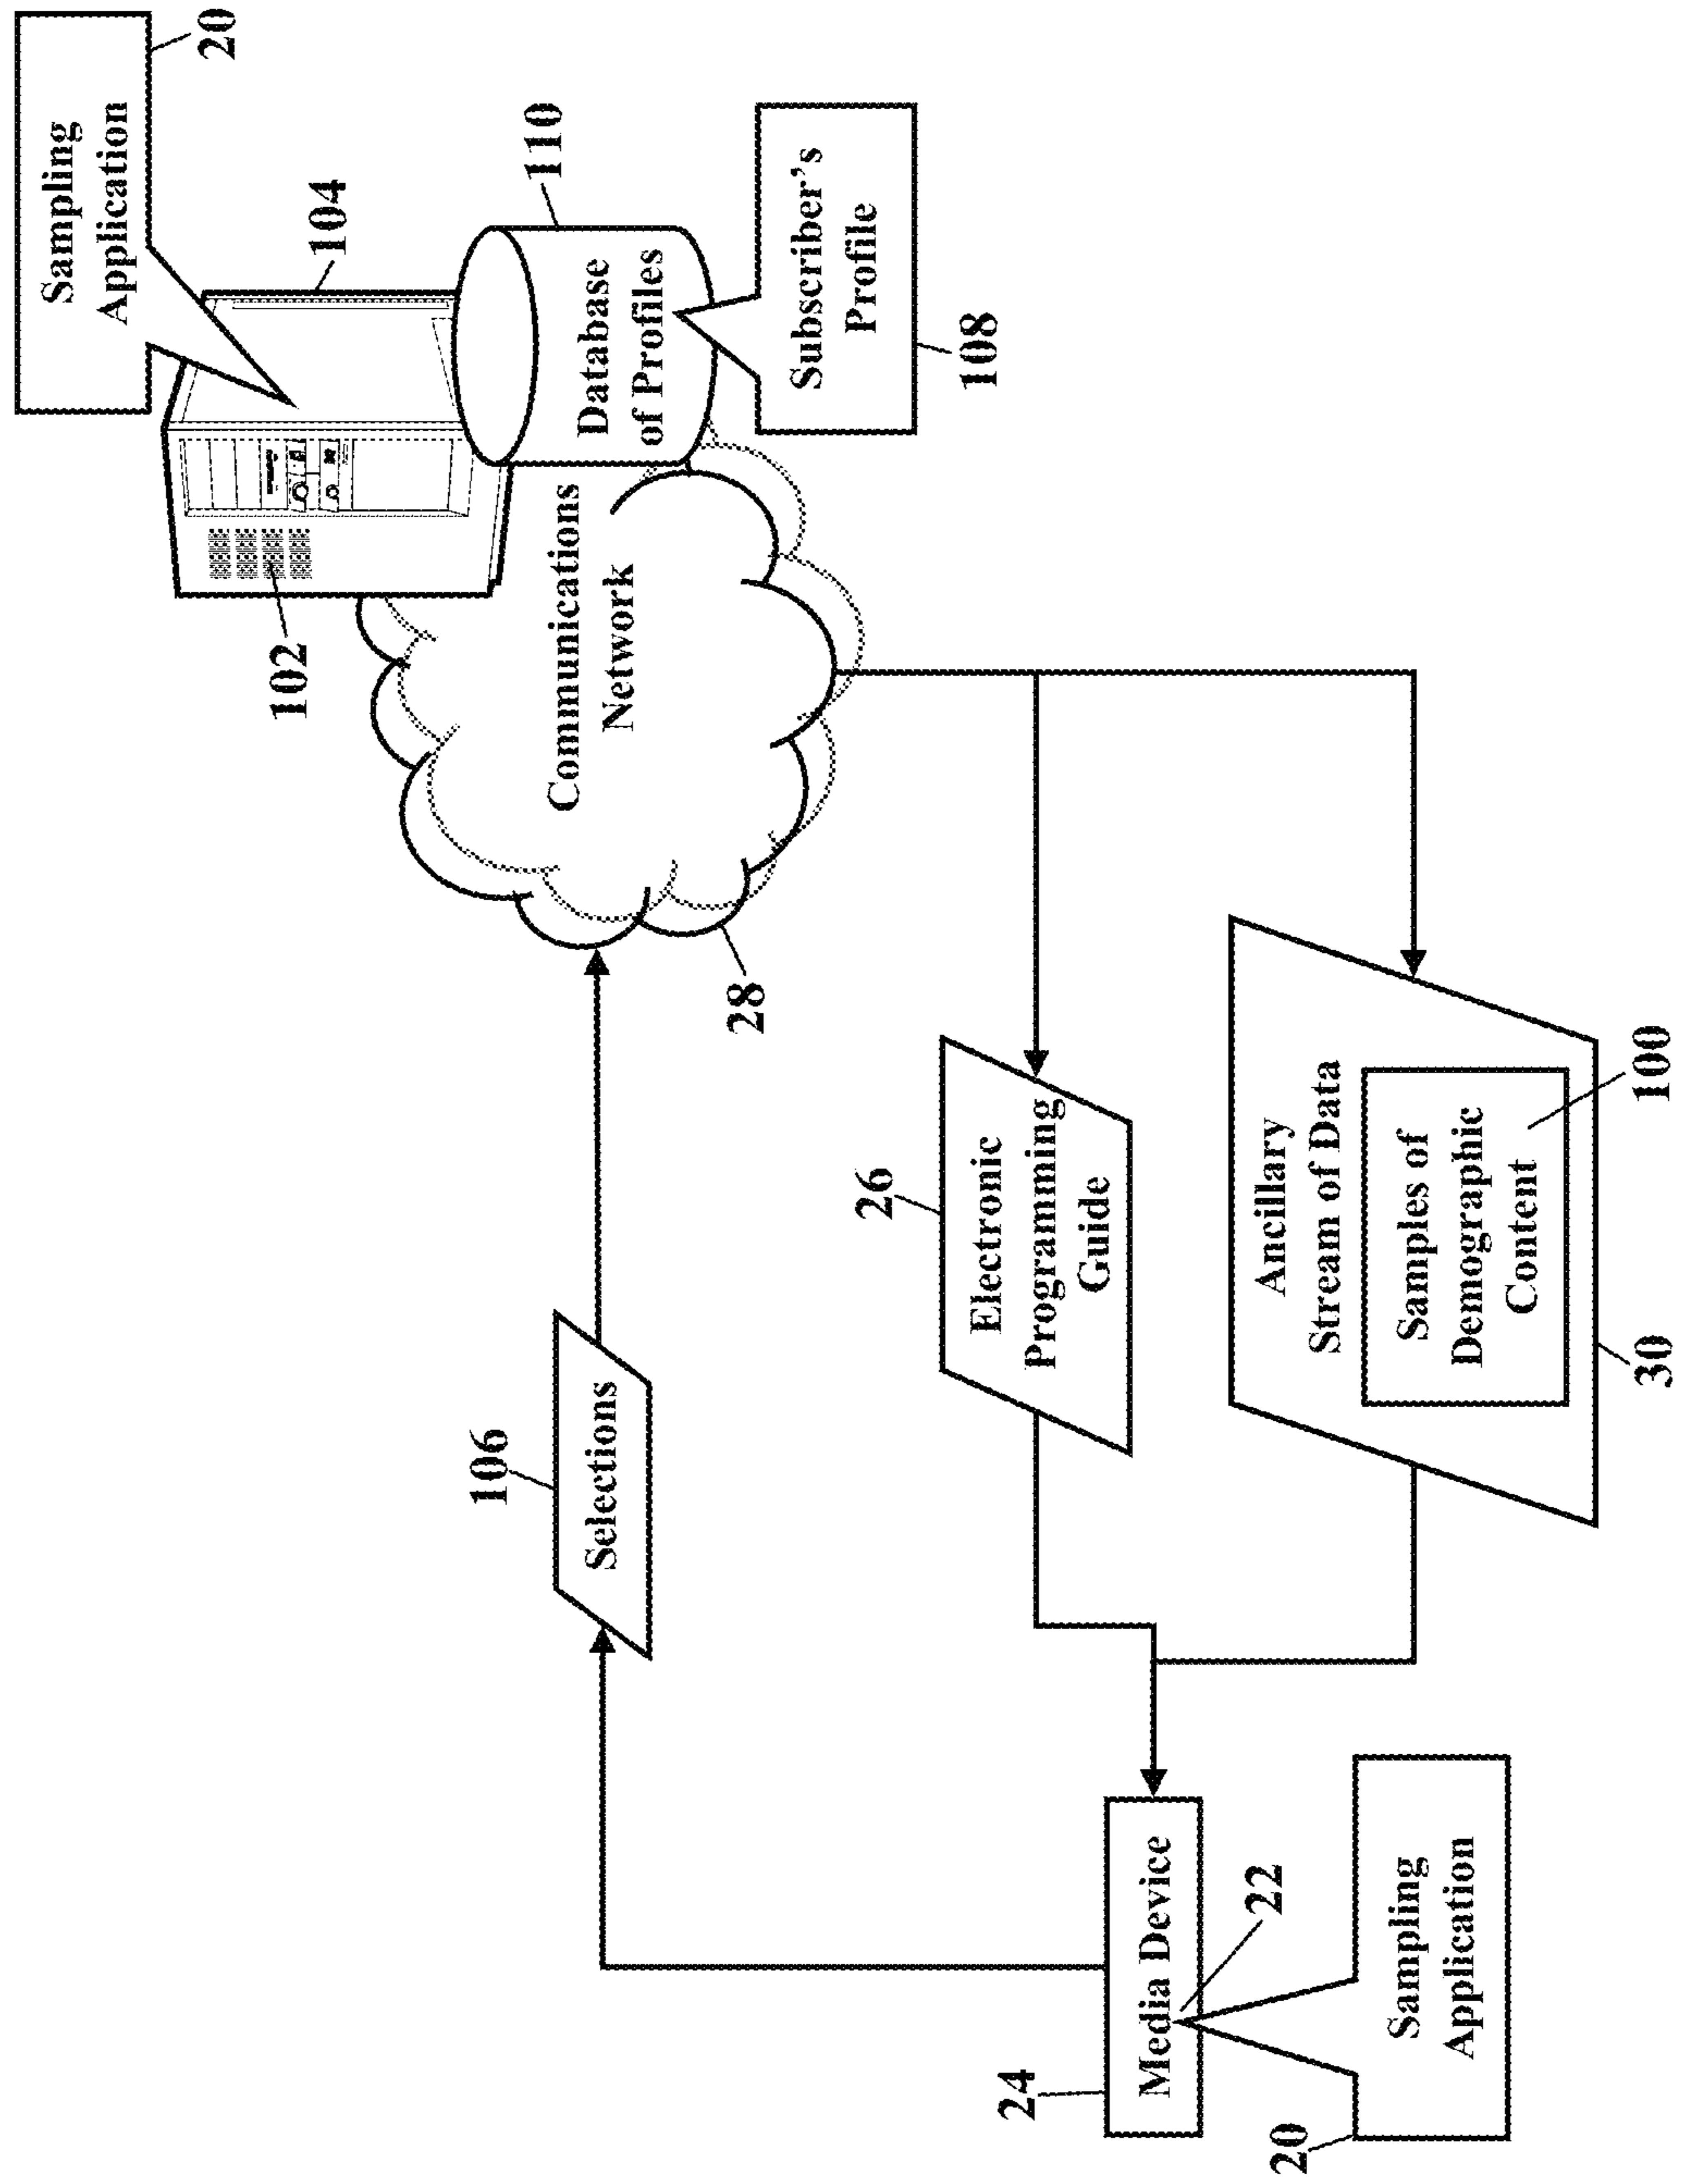 20
Sampling
Application
104
102
110
Database
of Profiles
Subscriber's
Profile
108
Communications
Network
28
106
Selections
26
Electronic
Programming
Guide
Ancillary
Stream of Data
Samples of
Demographic
Content
100
30
24
Media Device
22
20
Sampling
Application